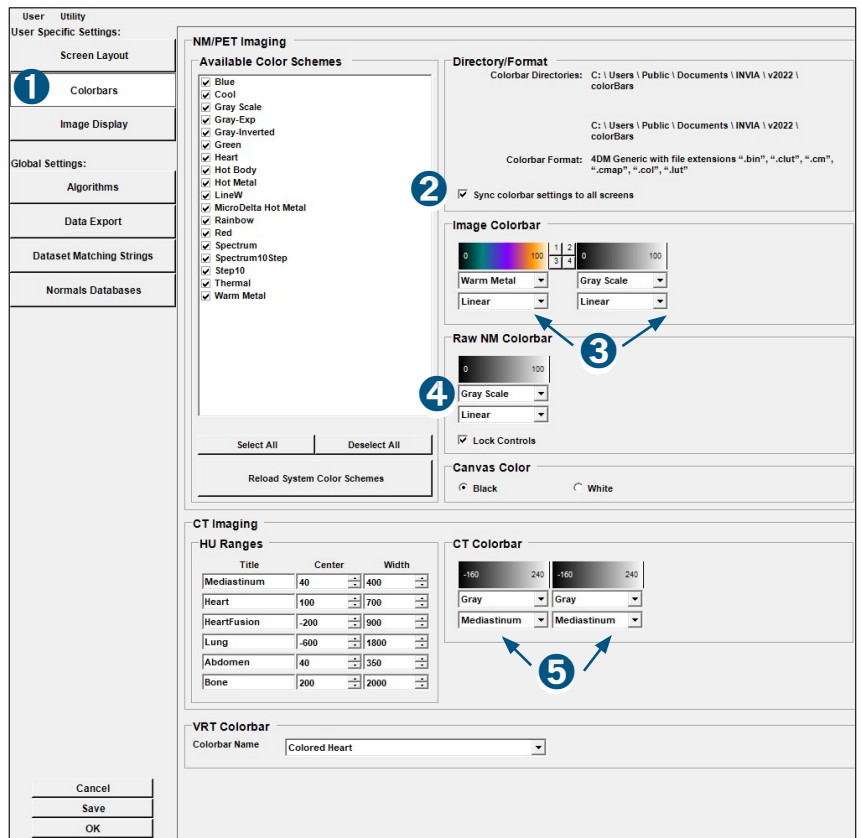 User Utility
User Specific Settings:
Screen Layout
1
Colorbars
Image Display
Global Settings:
Algorithms
Data Export
Dataset Matching Strings
Normals Databases
Cancel
Save
OK
NM/PET Imaging
Available Color Schemes
Blue
Cool
Gray Scale
Gray-Exp
Gray-Inverted
Green
Heart
Hot Body
Hot Metal
LineW
MicroDelta Hot Metal
Rainbow
Red
Spectrum
Spectrum10Step
Step10
Thermal
Warm Metal
Select All Deselect All
Reload System Color Schemes
Directory/Format
Colorbar Directories: C: \ Users \ Public \ Documents \ INVIA \ v2022 \
colorBars
C: \ Users \ Public \ Documents \ INVIA \ v2022 \
colorBars
Colorbar Format: 4DM Generic with file extensions “.bin”, “.clut”, “.cm”,
“.cmap”, “.col”, “.lut”
2 Sync colorbar settings to all screens
Image Colorbar
0 100 1 2 0 100
3 4
Warm Metal Gray Scale
Linear Linear
3
Raw NM Colorbar
0 100
4 Gray Scale
Linear
Lock Controls
Canvas Color
Black White
CT Imaging
HU Ranges
Title Center Width
Mediastinum 40 400
Heart 100 700
HeartFusion -200 900
Lung -600 1800
Abdomen 40 350
Bone 200 2000
CT Colorbar
-160 240 -160 240
Gray Gray
Mediastinum Mediastinum
5
VRT Colorbar
Colorbar Name Colored Heart